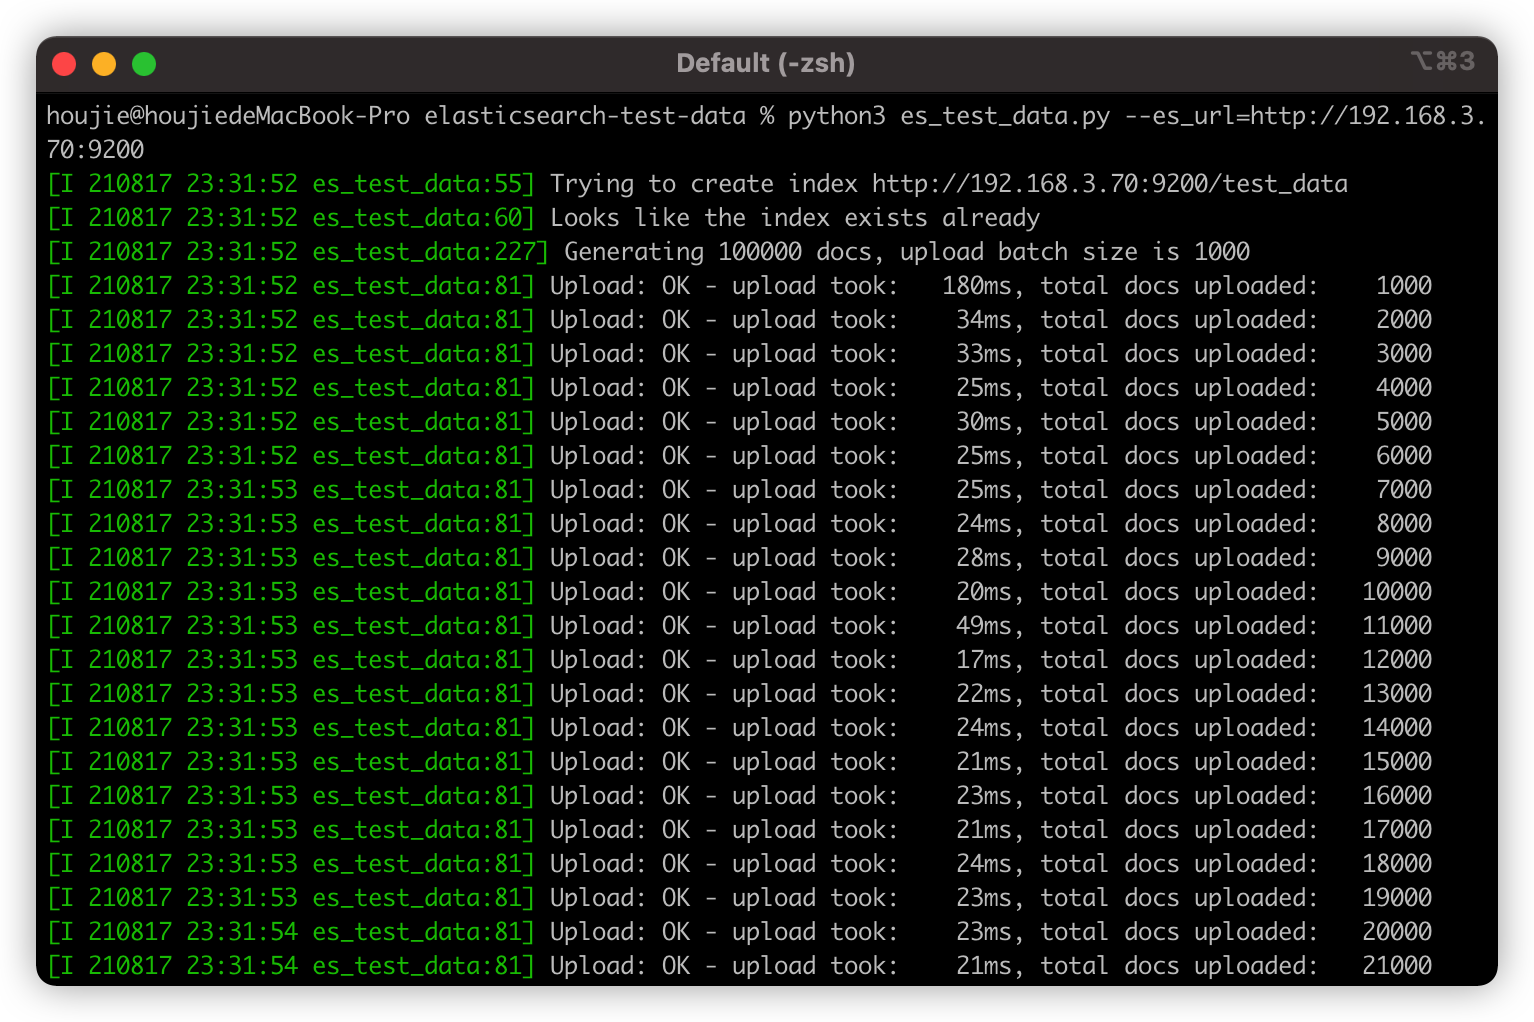 Default (-zsh)
⌥⌘3
houjie@houjiedeMacBook-Pro elasticsearch-test-data % python3 es_test_data.py --es_url=http://192.168.3.
70:9200
[I 210817 23:31:52 es_test_data:55] Trying to create index http://192.168.3.70:9200/test_data
[I 210817 23:31:52 es_test_data:60] Looks like the index exists already
[I 210817 23:31:52 es_test_data:227] Generating 100000 docs, upload batch size is 1000
[I 210817 23:31:52 es_test_data:81] Upload: OK - upload took:   180ms, total docs uploaded:    1000
[I 210817 23:31:52 es_test_data:81] Upload: OK - upload took:    34ms, total docs uploaded:    2000
[I 210817 23:31:52 es_test_data:81] Upload: OK - upload took:    33ms, total docs uploaded:    3000
[I 210817 23:31:52 es_test_data:81] Upload: OK - upload took:    25ms, total docs uploaded:    4000
[I 210817 23:31:52 es_test_data:81] Upload: OK - upload took:    30ms, total docs uploaded:    5000
[I 210817 23:31:52 es_test_data:81] Upload: OK - upload took:    25ms, total docs uploaded:    6000
[I 210817 23:31:53 es_test_data:81] Upload: OK - upload took:    25ms, total docs uploaded:    7000
[I 210817 23:31:53 es_test_data:81] Upload: OK - upload took:    24ms, total docs uploaded:    8000
[I 210817 23:31:53 es_test_data:81] Upload: OK - upload took:    28ms, total docs uploaded:    9000
[I 210817 23:31:53 es_test_data:81] Upload: OK - upload took:    20ms, total docs uploaded:   10000
[I 210817 23:31:53 es_test_data:81] Upload: OK - upload took:    49ms, total docs uploaded:   11000
[I 210817 23:31:53 es_test_data:81] Upload: OK - upload took:    17ms, total docs uploaded:   12000
[I 210817 23:31:53 es_test_data:81] Upload: OK - upload took:    22ms, total docs uploaded:   13000
[I 210817 23:31:53 es_test_data:81] Upload: OK - upload took:    24ms, total docs uploaded:   14000
[I 210817 23:31:53 es_test_data:81] Upload: OK - upload took:    21ms, total docs uploaded:   15000
[I 210817 23:31:53 es_test_data:81] Upload: OK - upload took:    23ms, total docs uploaded:   16000
[I 210817 23:31:53 es_test_data:81] Upload: OK - upload took:    21ms, total docs uploaded:   17000
[I 210817 23:31:53 es_test_data:81] Upload: OK - upload took:    24ms, total docs uploaded:   18000
[I 210817 23:31:53 es_test_data:81] Upload: OK - upload took:    23ms, total docs uploaded:   19000
[I 210817 23:31:54 es_test_data:81] Upload: OK - upload took:    23ms, total docs uploaded:   20000
[I 210817 23:31:54 es_test_data:81] Upload: OK - upload took:    21ms, total docs uploaded:   21000